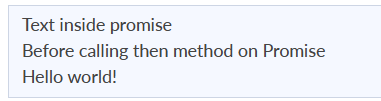 Text inside promise
Before calling then method on Promise
Hello world!